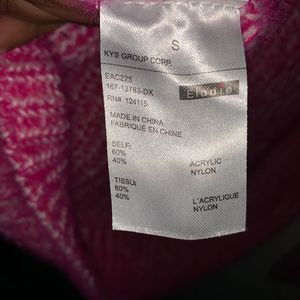 S
KYS GROUP CORP.
EAC225
167-13783-DX
RN# 124115
Elodie
MADE IN CHINA
FABRIQUÉ EN CHINE
SELF:
60% ACRYLIC
40% NYLON
TISSU:
60% L'ACRYLIQUE
40% NYLON